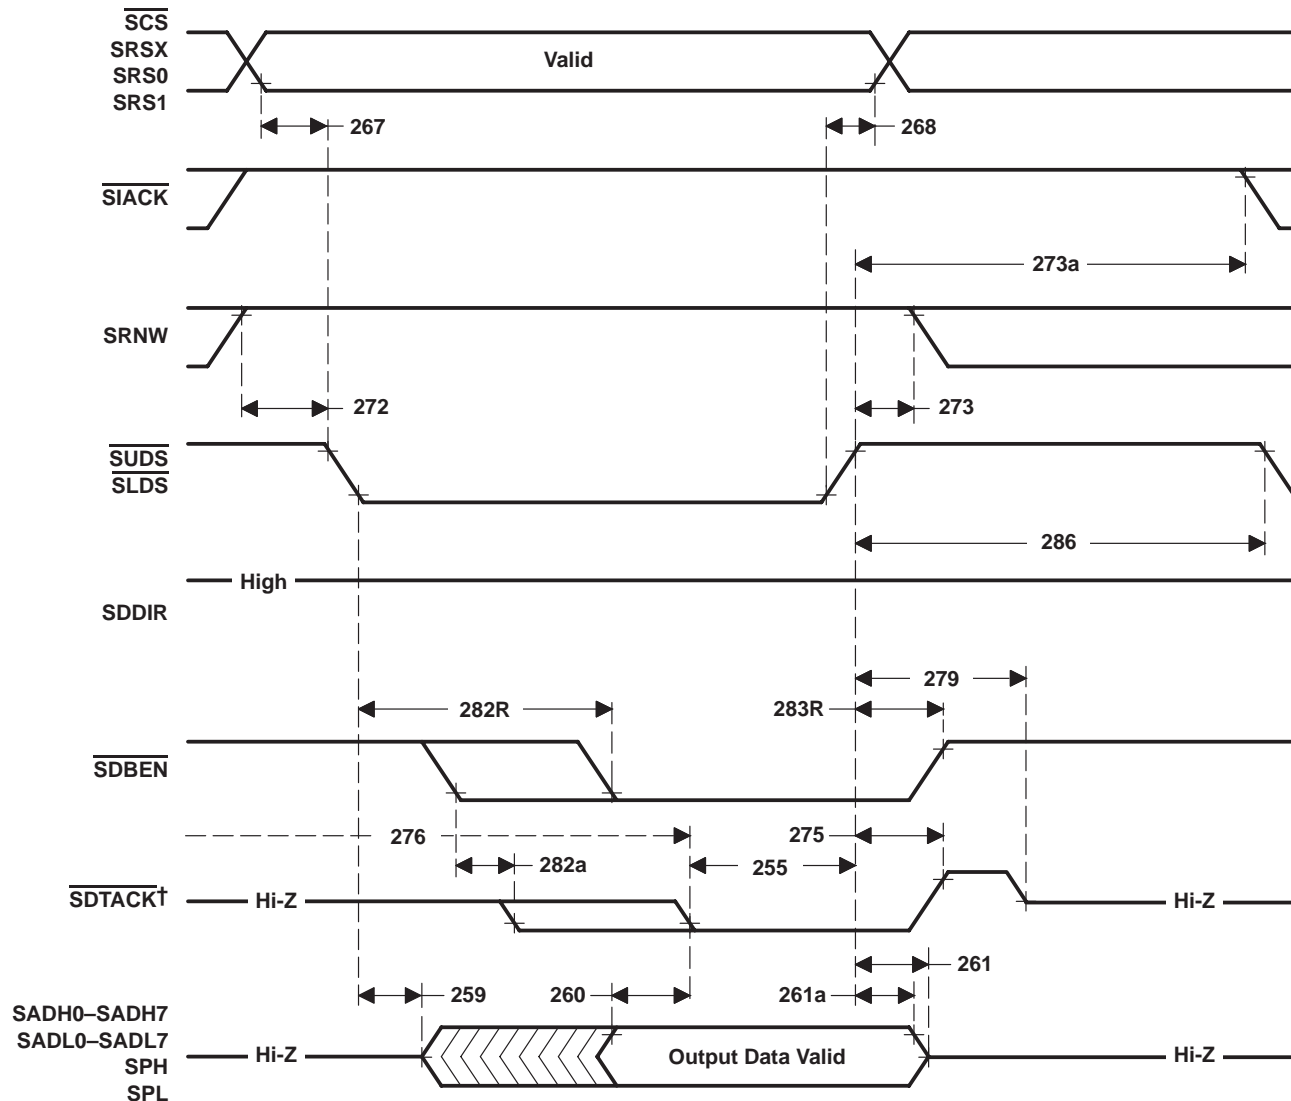 SCS
SRSX
SRS0
SRS1
Valid
267
268
SIACK
273a
SRNW
272
273
SUDS
SLDS
286
High
SDDIR
279
282R
283R
SDBEN
276
275
282a
255
SDTACK†
Hi-Z
Hi-Z
261
259
260
261a
SADH0–SADH7
SADL0–SADL7
SPH
SPL
Hi-Z
Output Data Valid
Hi-Z